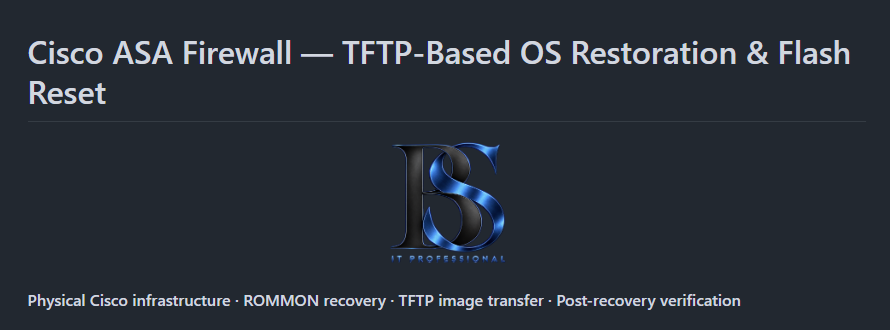 Cisco ASA Firewall — TFTP-Based OS Restoration & Flash
Reset
BS
IT PROFESSIONAL
Physical Cisco infrastructure · ROMMON recovery · TFTP image transfer · Post-recovery verification